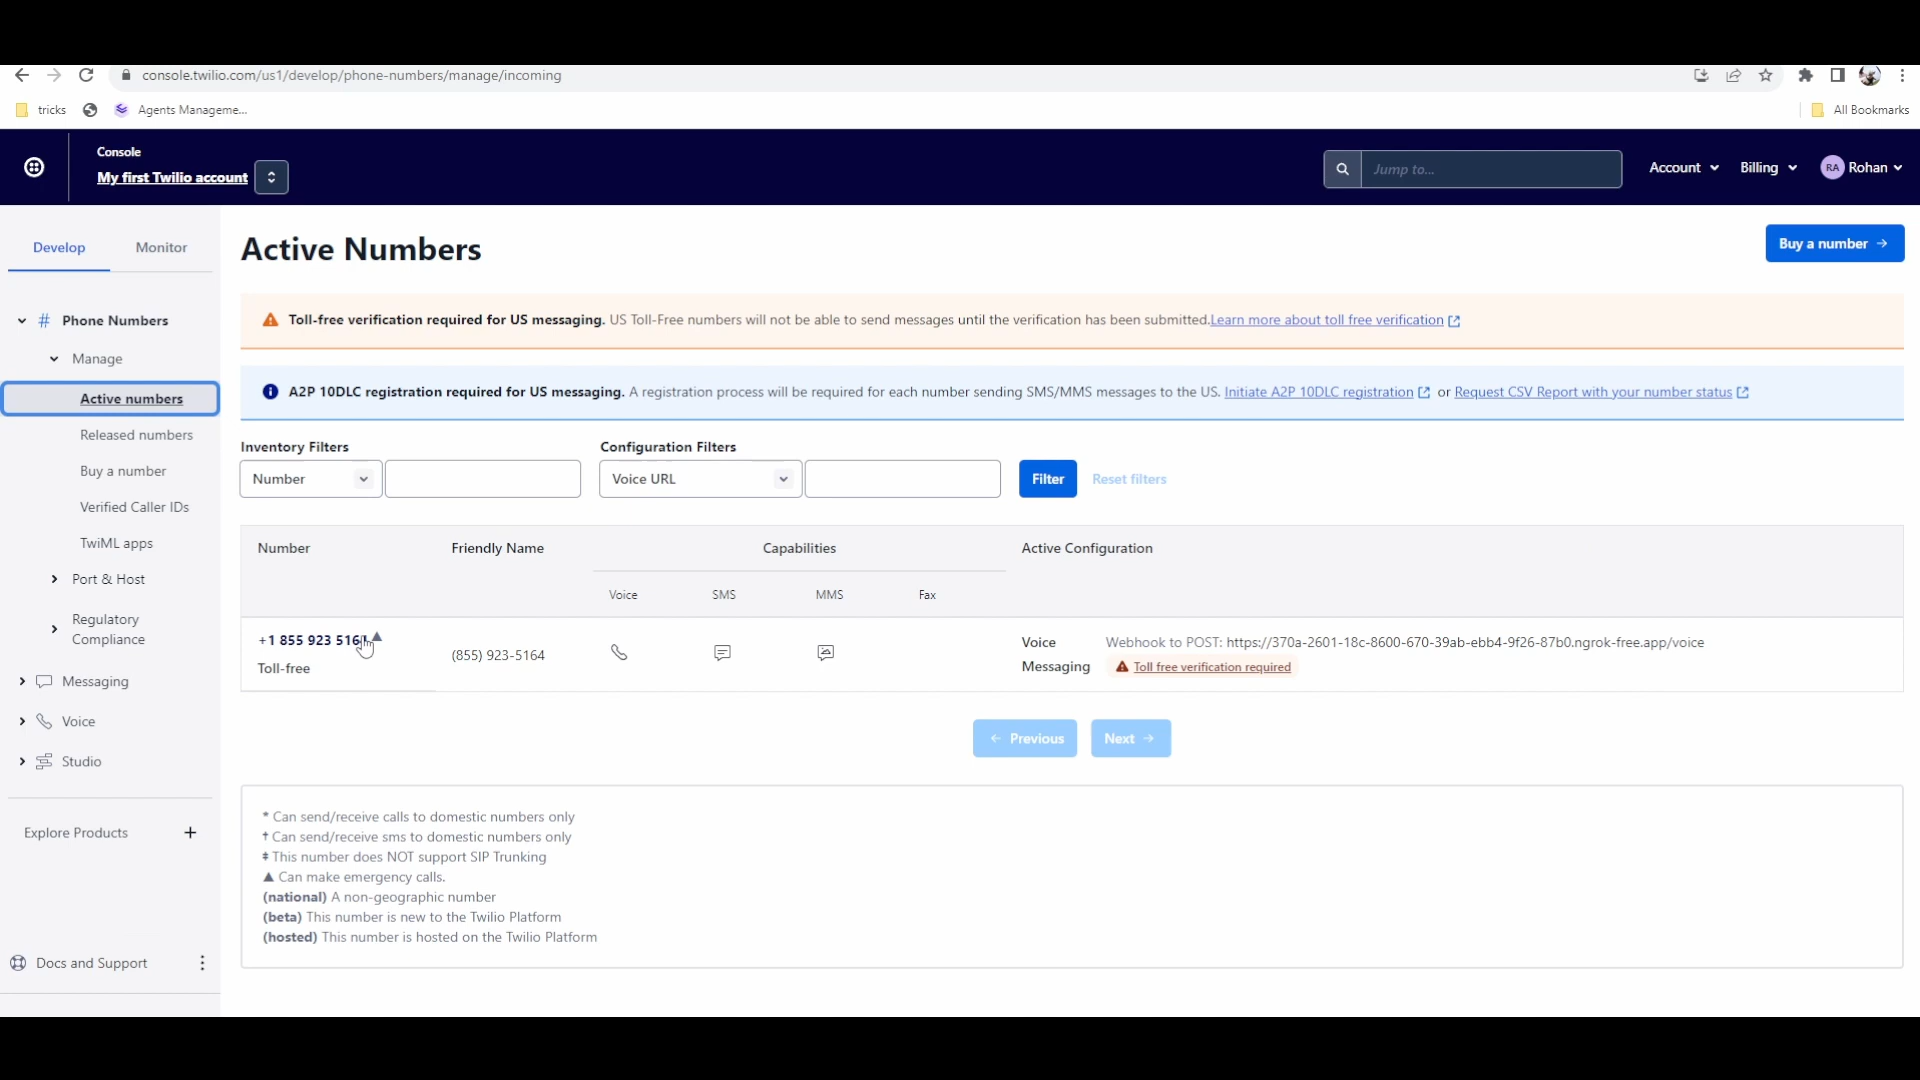 console.twilio.com/us1/develop/phone-numbers/manage/incoming
tricks
Agents Manageme...
All Bookmarks
Console
My first Twilio account
Jump to...
Account
Billing
RA
Rohan
Develop
Monitor
Phone Numbers
Manage
Active numbers
Released numbers
Buy a number
Verified Caller IDs
TwiML apps
Port & Host
Regulatory
Compliance
Messaging
Voice
Studio
Explore Products
Docs and Support
Active Numbers
Buy a number
Toll-free verification required for US messaging. US Toll-Free numbers will not be able to send messages until the verification has been submitted.Learn more about toll free verification
A2P 10DLC registration required for US messaging. A registration process will be required for each number sending SMS/MMS messages to the US. Initiate A2P 10DLC registration or Request CSV Report with your number status
Inventory Filters
Configuration Filters
Number
Voice URL
Filter
Reset filters
Number
Friendly Name
Capabilities
Active Configuration
Voice
SMS
MMS
Fax
+1 855 923 5164 ▲
Toll-free
(855) 923-5164
Voice
Webhook to POST: https://370a-2601-18c-8600-670-39ab-ebb4-9f26-87b0.ngrok-free.app/voice
Messaging
Toll free verification required
← Previous
Next →
* Can send/receive calls to domestic numbers only
† Can send/receive sms to domestic numbers only
‡ This number does NOT support SIP Trunking
▲ Can make emergency calls.
(national) A non-geographic number
(beta) This number is new to the Twilio Platform
(hosted) This number is hosted on the Twilio Platform